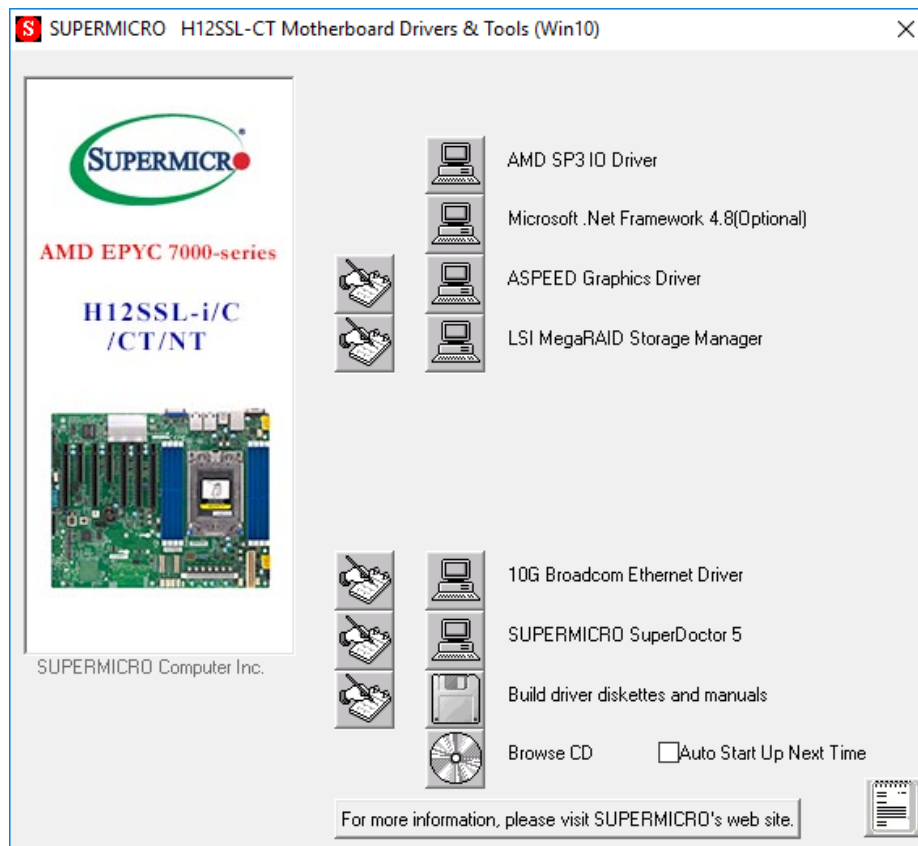 S SUPERMICRO H12SSL-CT Motherboard Drivers & Tools (Win10)
SUPERMICR
AMD EPYC 7000-series
H12SSL-i/C
/CT/NT
SUPERMICRO Computer Inc.
AMD SP3 IO Driver
Microsoft .Net Framework 4.8(Optional)
ASPEED Graphics Driver
LSI MegaRAID Storage Manager
10G Broadcom Ethernet Driver
SUPERMICRO SuperDoctor 5
Build driver diskettes and manuals
Browse CD
Auto Start Up Next Time
For more information, please visit SUPERMICRO's web site.